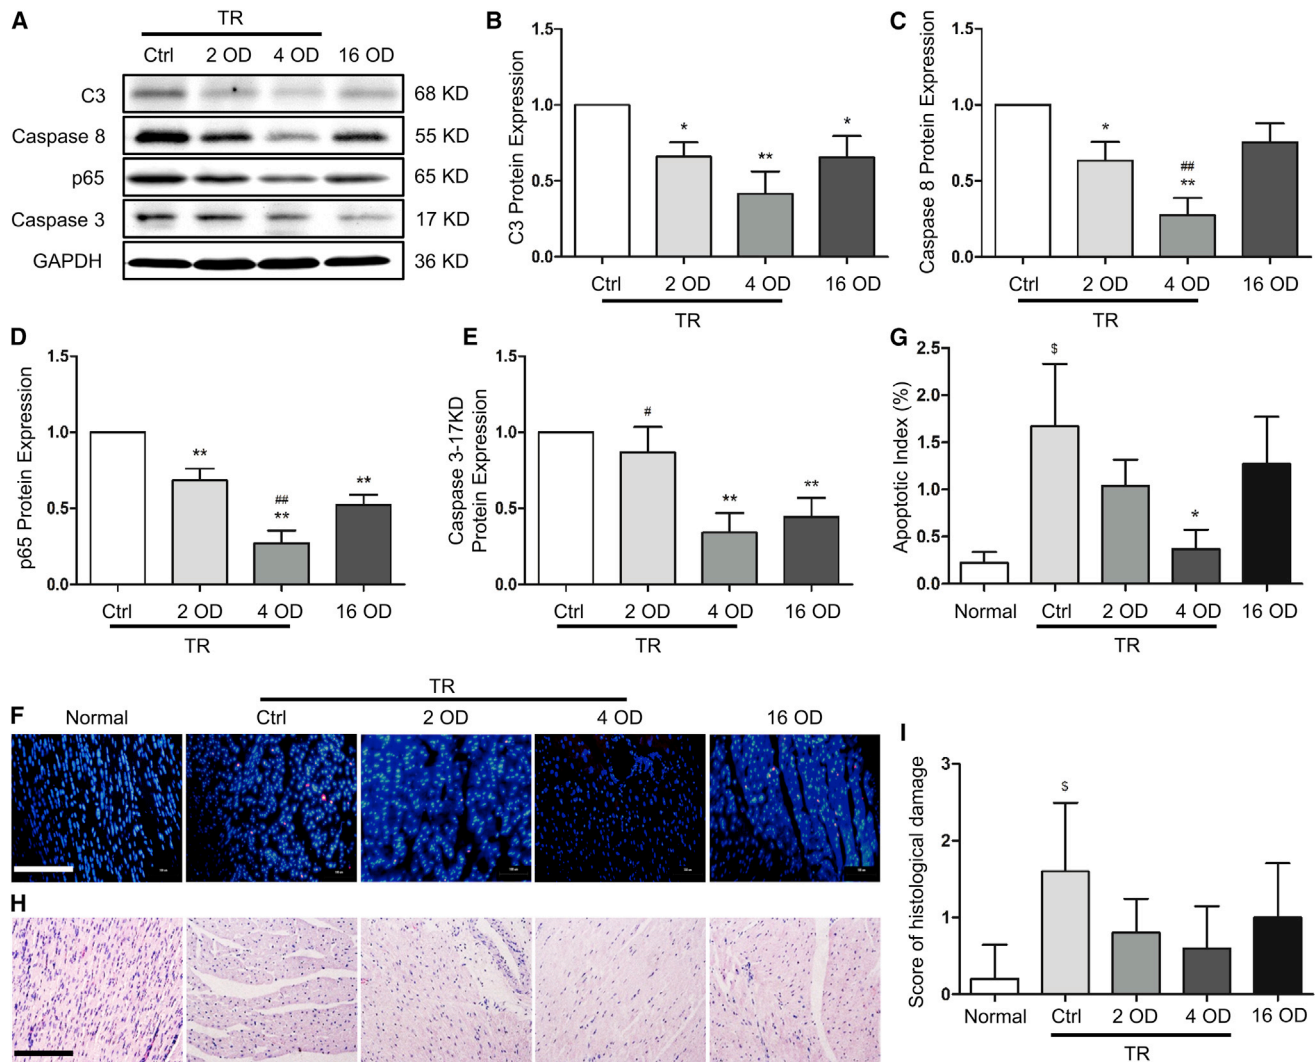 A
TR
Ctrl 2 OD 4 OD 16 OD
C3 68 KD
Caspase 8 55 KD
p65 65 KD
Caspase 3 17 KD
GAPDH 36 KD
B
C3 Protein Expression
1.5
1.0
0.5
0.0
* ** *
Ctrl 2 OD 4 OD 16 OD
TR
C
Caspase 8 Protein Expression
1.5
1.0
0.5
0.0
* ## **
Ctrl 2 OD 4 OD 16 OD
TR
D
p65 Protein Expression
1.5
1.0
0.5
0.0
** ## ** **
Ctrl 2 OD 4 OD 16 OD
TR
E
Caspase 3-17KD
Protein Expression
1.5
1.0
0.5
0.0
# ** **
Ctrl 2 OD 4 OD 16 OD
TR
G
Apoptotic Index (%)
2.5
2.0
1.5
1.0
0.5
0.0
$ *
Normal Ctrl 2 OD 4 OD 16 OD
TR
F
TR
Normal Ctrl 2 OD 4 OD 16 OD
H
I
Score of histological damage
3
2
1
0
$
Normal Ctrl 2 OD 4 OD 16 OD
TR